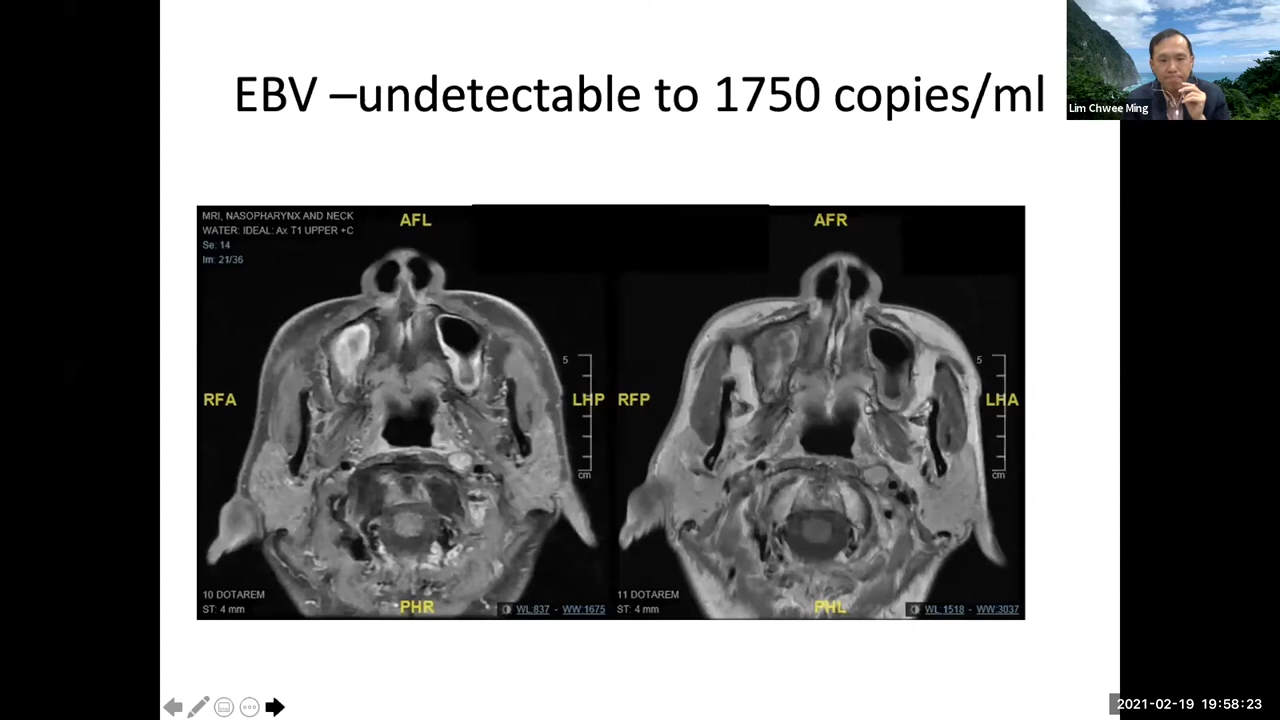 EBV –undetectable to 1750 copies/ml
Lim Chwee Ming
MRI, NASOPHARYNX AND NECK
WATER: IDEAL: Ax T1 UPPER +C
Se: 14
Im: 21/36
AFL
AFR
5
5
RFA
LHP
RFP
LHA
cm
cm
10 DOTAREM
ST: 4 mm
PHR
WL:837 - WW:1675
11 DOTAREM
ST: 4 mm
PHL
WL:1518 - WW:3037
2021-02-19 19:58:23